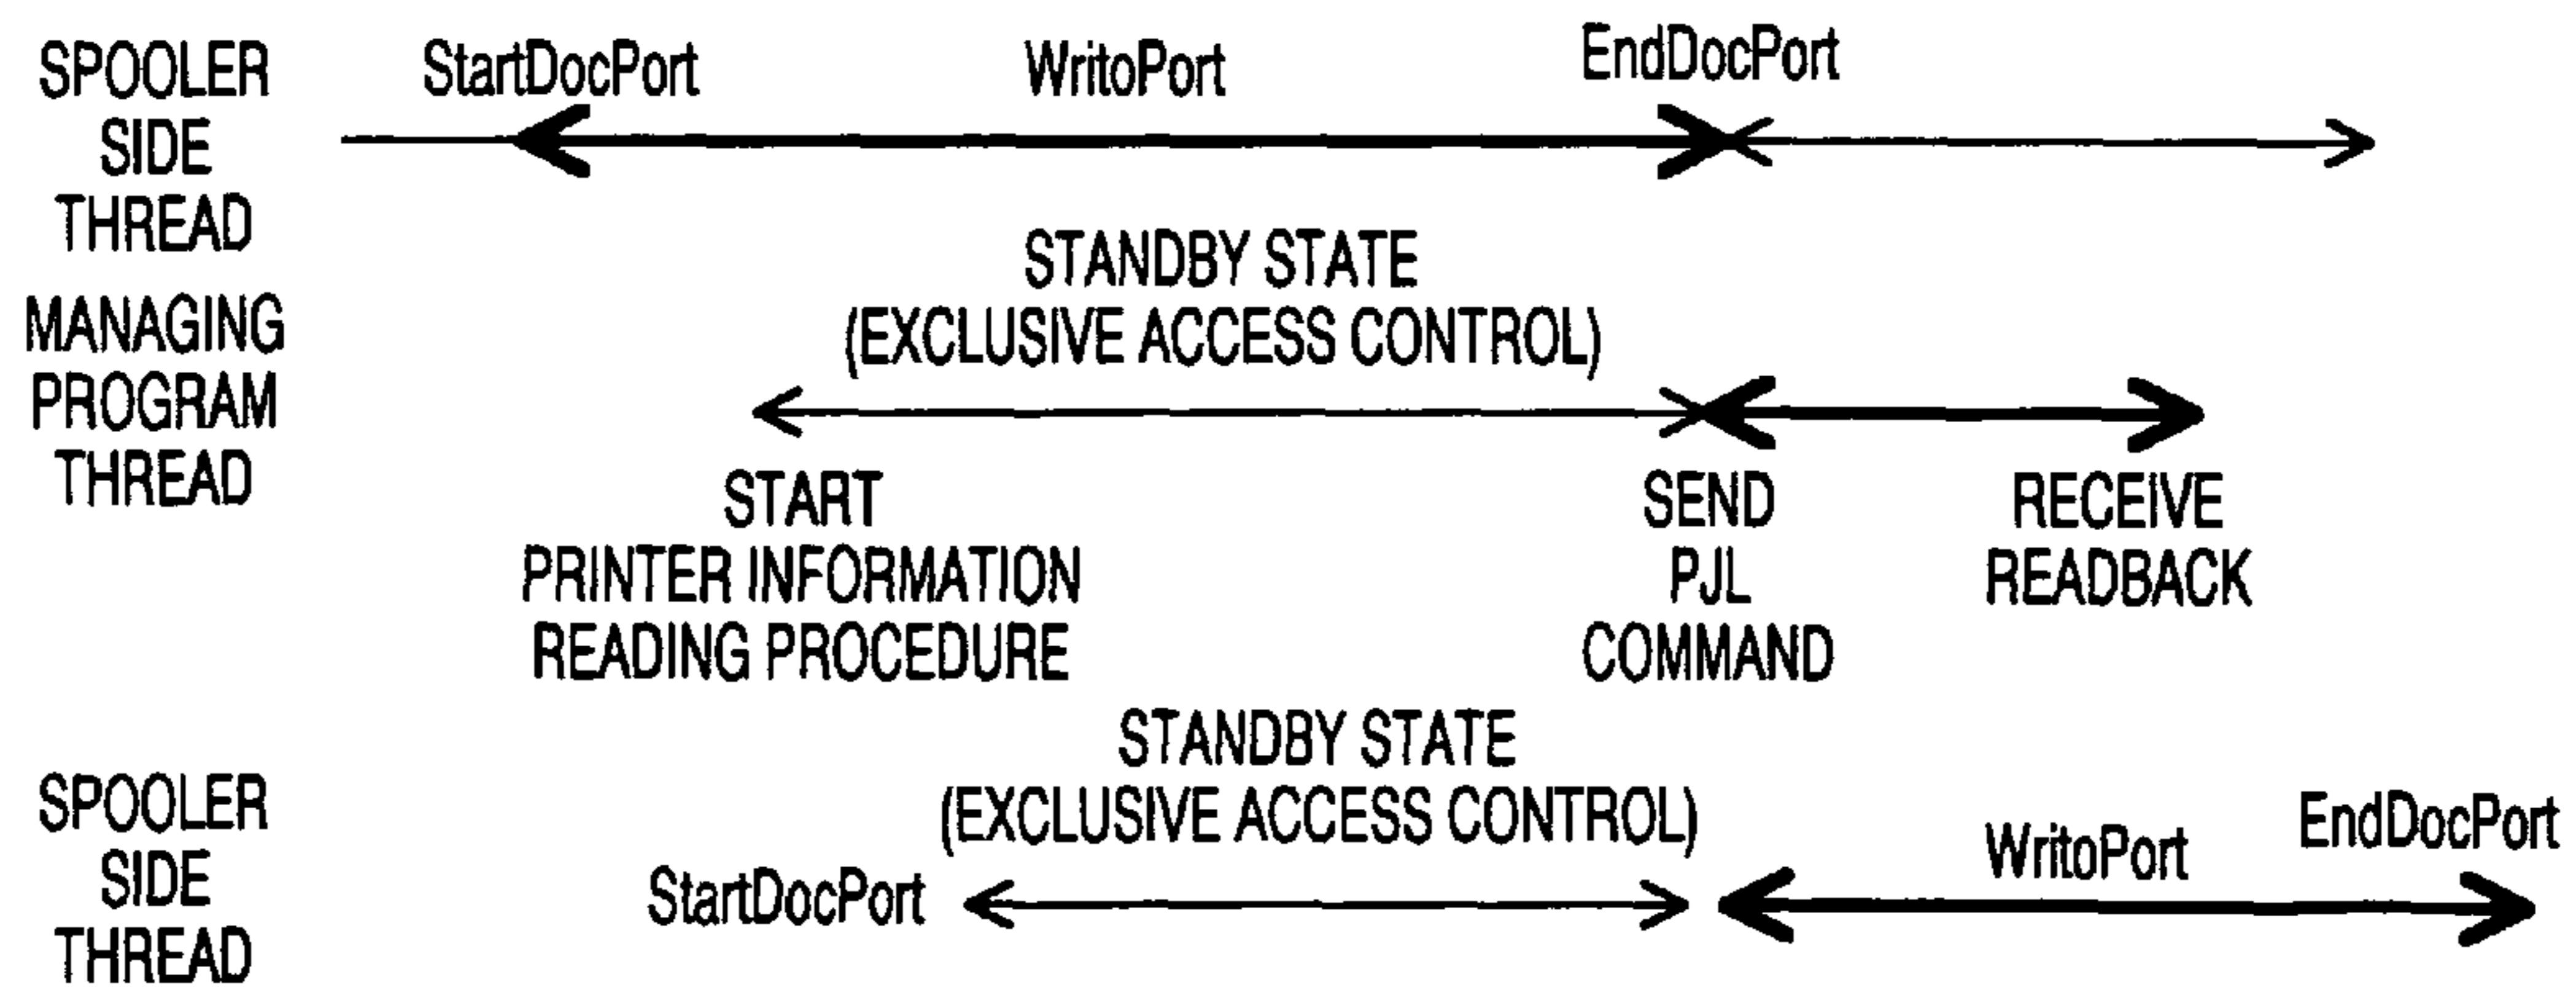 SPOOLER
SIDE
THREAD
StartDocPort
WritoPort
EndDocPort
MANAGING
PROGRAM
THREAD
STANDBY STATE
(EXCLUSIVE ACCESS CONTROL)
START
PRINTER INFORMATION
READING PROCEDURE
SEND
PJL
COMMAND
RECEIVE
READBACK
SPOOLER
SIDE
THREAD
StartDocPort
STANDBY STATE
(EXCLUSIVE ACCESS CONTROL)
WritoPort
EndDocPort